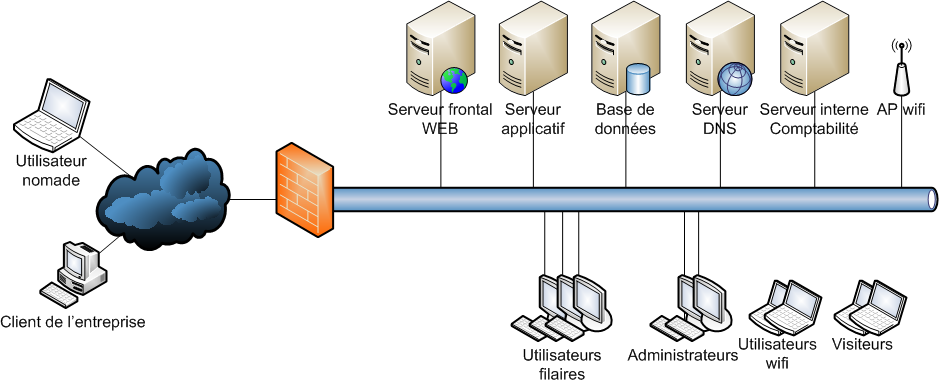 Serveur frontal
WEB
Serveur
applicatif
Base de
données
Serveur
DNS
Serveur interne
Comptabilité
AP wifi
Utilisateur
nomade
Client de l'entreprise
Utilisateurs
filaires
Administrateurs
Utilisateurs
wifi
Visiteurs